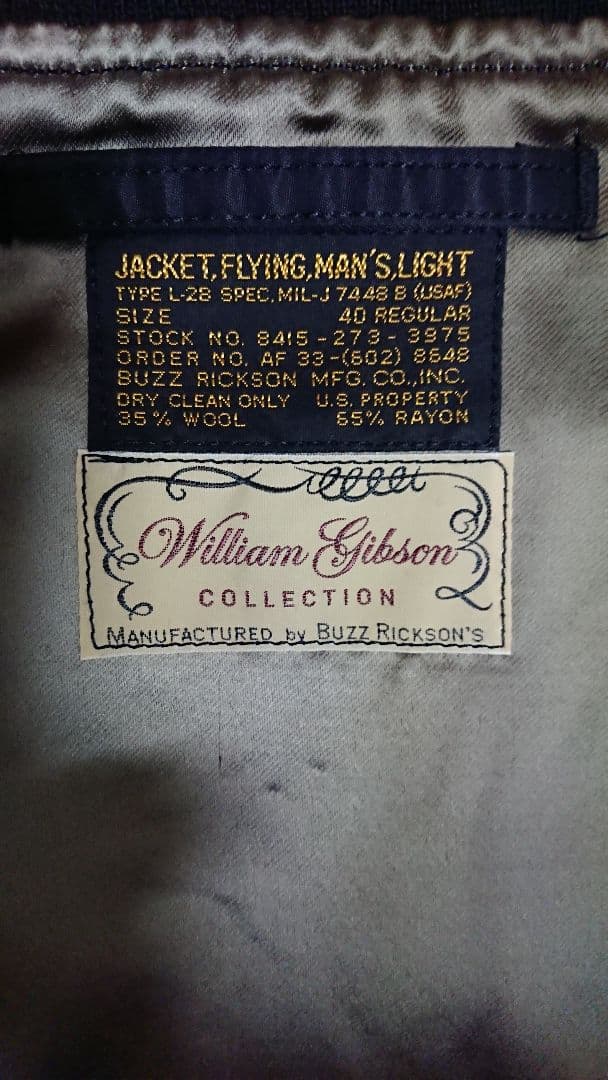 JACKET, FLYING, MAN'S, LIGHT
TYPE L-2B SPEC. MIL-J 7448 B (USAF)
SIZE 40 REGULAR
STOCK NO. 8415-273-3975
ORDER NO. AF 33-(602) 8648
BUZZ RICKSON MFG. CO., INC.
DRY CLEAN ONLY U.S. PROPERTY
35% WOOL 65% RAYON
William Gibson
COLLECTION
MANUFACTURED by BUZZ RICKSON'S